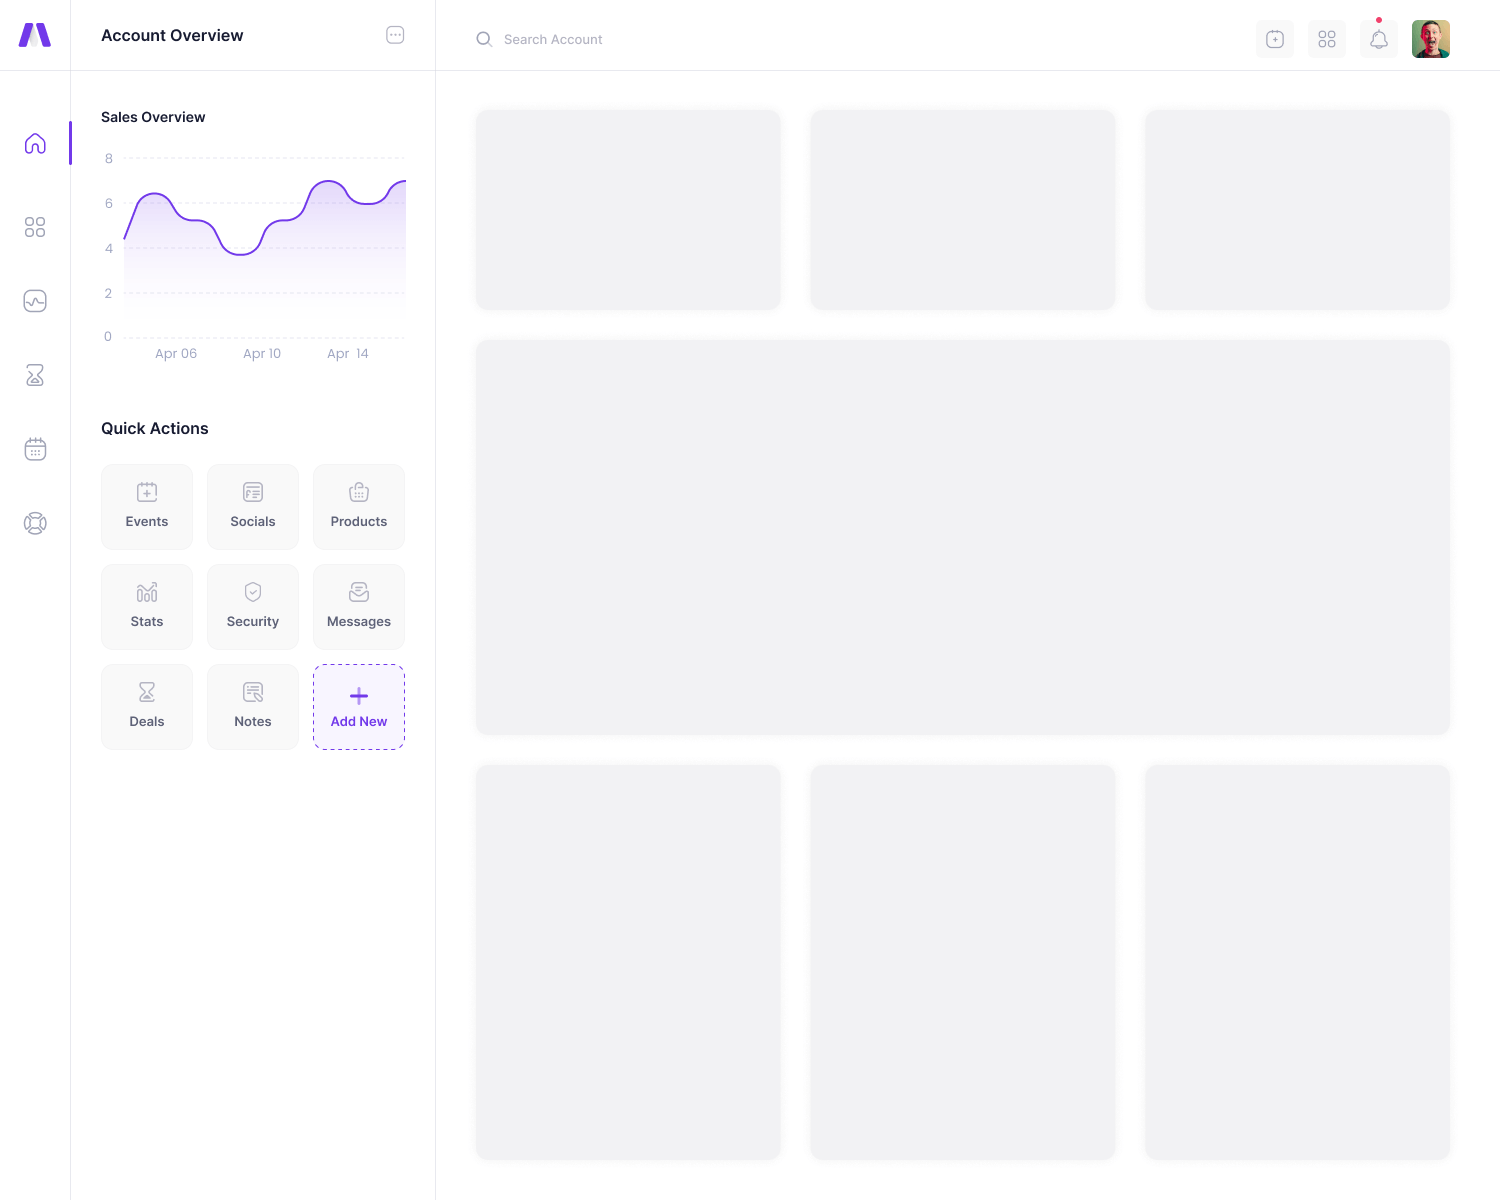 Account Overview
Search Account
Sales Overview
8
6
4
2
0
Apr 06
Apr 10
Apr 14
Quick Actions
Events
Socials
Products
Stats
Security
Messages
Deals
Notes
Add New